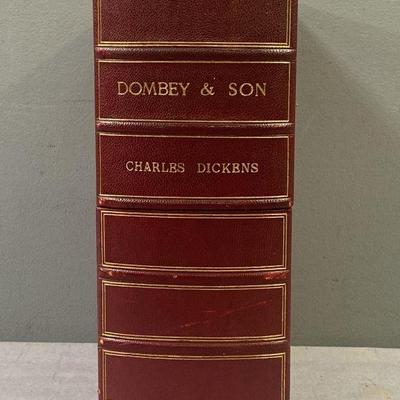 DOMBEY & SON
CHARLES DICKENS